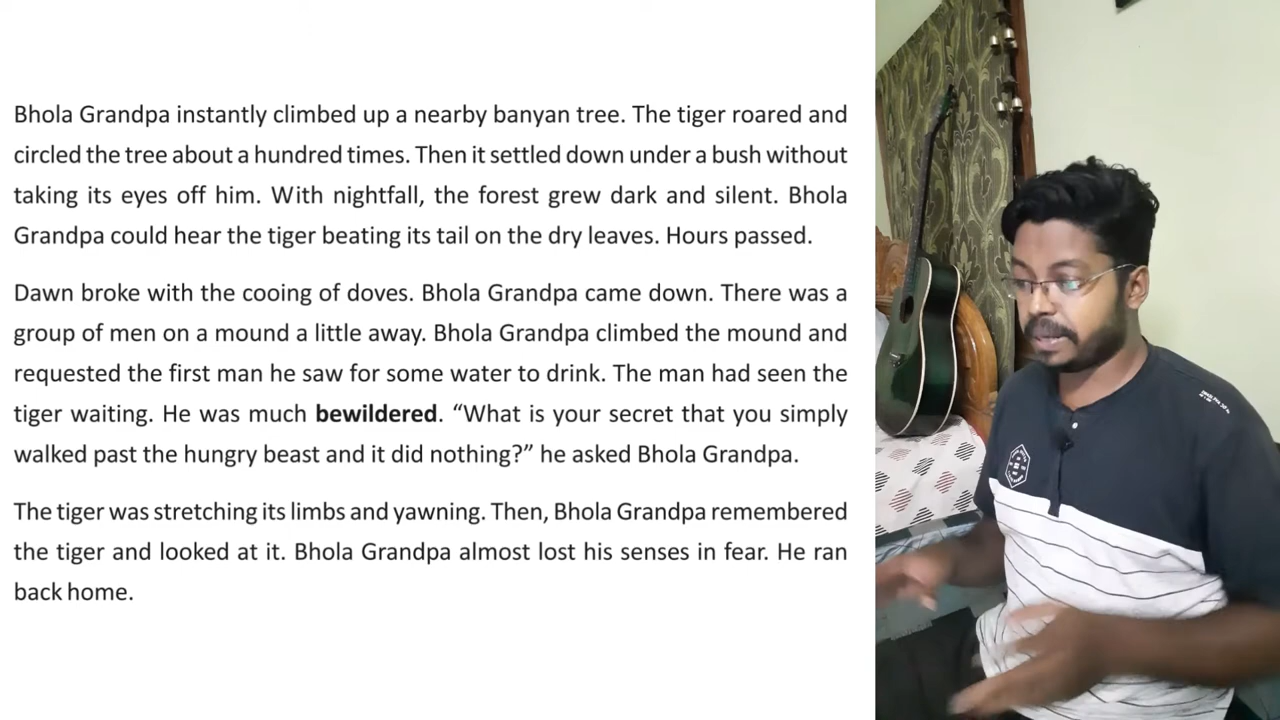 Bhola Grandpa instantly climbed up a nearby banyan tree. The tiger roared and
circled the tree about a hundred times. Then it settled down under a bush without
taking its eyes off him. With nightfall, the forest grew dark and silent. Bhola
Grandpa could hear the tiger beating its tail on the dry leaves. Hours passed.
Dawn broke with the cooing of doves. Bhola Grandpa came down. There was a
group of men on a mound a little away. Bhola Grandpa climbed the mound and
requested the first man he saw for some water to drink. The man had seen the
tiger waiting. He was much bewildered. “What is your secret that you simply
walked past the hungry beast and it did nothing?” he asked Bhola Grandpa.
The tiger was stretching its limbs and yawning. Then, Bhola Grandpa remembered
the tiger and looked at it. Bhola Grandpa almost lost his senses in fear. He ran
back home.